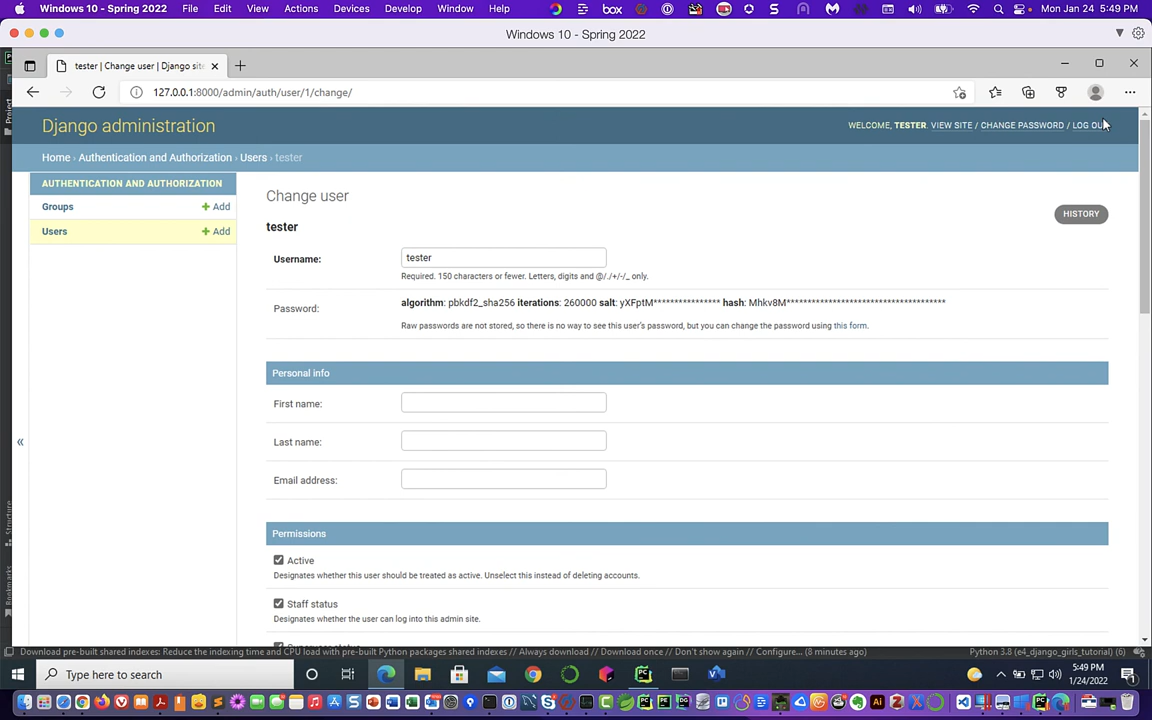 Windows 10 - Spring 2022 File Edit View Actions Devices Develop Window Help box Mon Jan 24 5:49 PM
Windows 10 - Spring 2022
tester | Change user | Django sit
127.0.0.1:8000/admin/auth/user/1/change/
Django administration
WELCOME, TESTER. VIEW SITE / CHANGE PASSWORD / LOG OU
Home › Authentication and Authorization › Users › tester
AUTHENTICATION AND AUTHORIZATION
Groups + Add
Users + Add
Change user
HISTORY
tester
Username: tester
Required. 150 characters or fewer. Letters, digits and @/./+/-/_ only.
Password: algorithm: pbkdf2_sha256 iterations: 260000 salt: yXFptM**************** hash: Mhkv8M**************************************
Raw passwords are not stored, so there is no way to see this user's password, but you can change the password using this form.
Personal info
First name:
Last name:
Email address:
Permissions
Active
Designates whether this user should be treated as active. Unselect this instead of deleting accounts.
Staff status
Designates whether the user can log into this admin site.
«
Project
Structure
Bookmarks
Download pre-built shared indexes: Reduce the indexing time and CPU load with pre-built Python packages shared indexes // Always download // Download once // Don't show again // Configure... (8 minutes ago) Python 3.8 (e4_django_girls_tutorial) (6)
Type here to search
5:49 PM
1/24/2022